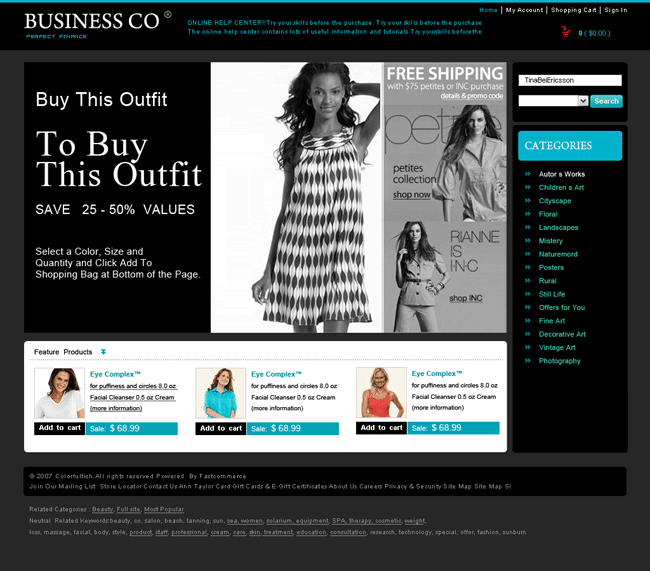 Home | My Account | Shopping Cart | Sign In
BUSINESS CO ®
PERFECT FINANCE
ONLINE HELP CENTER!!Try your skills before the purchase. Try your skills before the purchase
The online help center contains lots of useful information and tutorials Try yourskills beforethe
0 ( $0.00 )
Buy This Outfit
To Buy
This Outfit
SAVE 25 - 50% VALUES
Select a Color, Size and
Quantity and Click Add To
Shopping Bag at Bottom of the Page.
FREE SHIPPING
with $75 petites or INC purchase
details & promo code
petite
petites
collection
shop now
RIANNE
IS
I·N·C
shop INC
TinaBelEricsson
Search
CATEGORIES
Autor s Works
Children s Art
Cityscape
Floral
Landscapes
Mistery
Naturemord
Posters
Rural
Still Life
Offers for You
Fine Art
Decorative Art
Vintage Art
Photography
Feature Products
Eye Complex™
for puffiness and circles 8.0 oz
Facial Cleanser 0.5 oz Cream
(more information)
Add to cart Sale: $ 68.99
Eye Complex™
for puffiness and circles 8.0 oz
Facial Cleanser 0.5 oz Cream
(more information)
Add to cart Sale: $ 68.99
Eye Complex™
for puffiness and circles 8.0 oz
Facial Cleanser 0.5 oz Cream
(more information)
Add to cart Sale: $ 68.99
© 2007 Colorfulfish.All rights reserved Powered By Fastcommerce
Join Our Mailing List Store Locator Contact Us Ann Taylor Card Gift Cards & E-Gift Certificates About Us Careers Privacy & Security Site Map Site Map Si
Related Categories : Beauty, Full site, Most Popular
Neutral Related Keywords:beauty, co, salon, beach, tanning, sun, sea, women, solarium, equipment, SPA, therapy, cosmetic, weight,
loss, massage, facial, body, style, product, staff, professional, cream, care, skin, treatment, education, consultation, research, technology, special, offer, fashion, sunburn